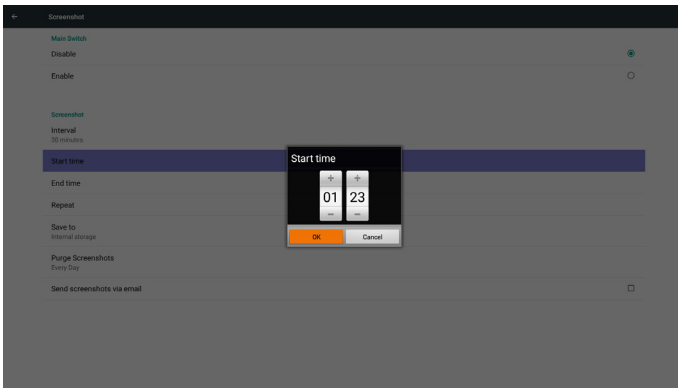 Screenshot
Main Switch
Disable
Enable
Screenshot
Interval
30 minutes
Start time
End time
Repeat
Save to
Internal storage
Purge Screenshots
Every Day
Send screenshots via email
Start time
+ +
01 23
− −
OK Cancel